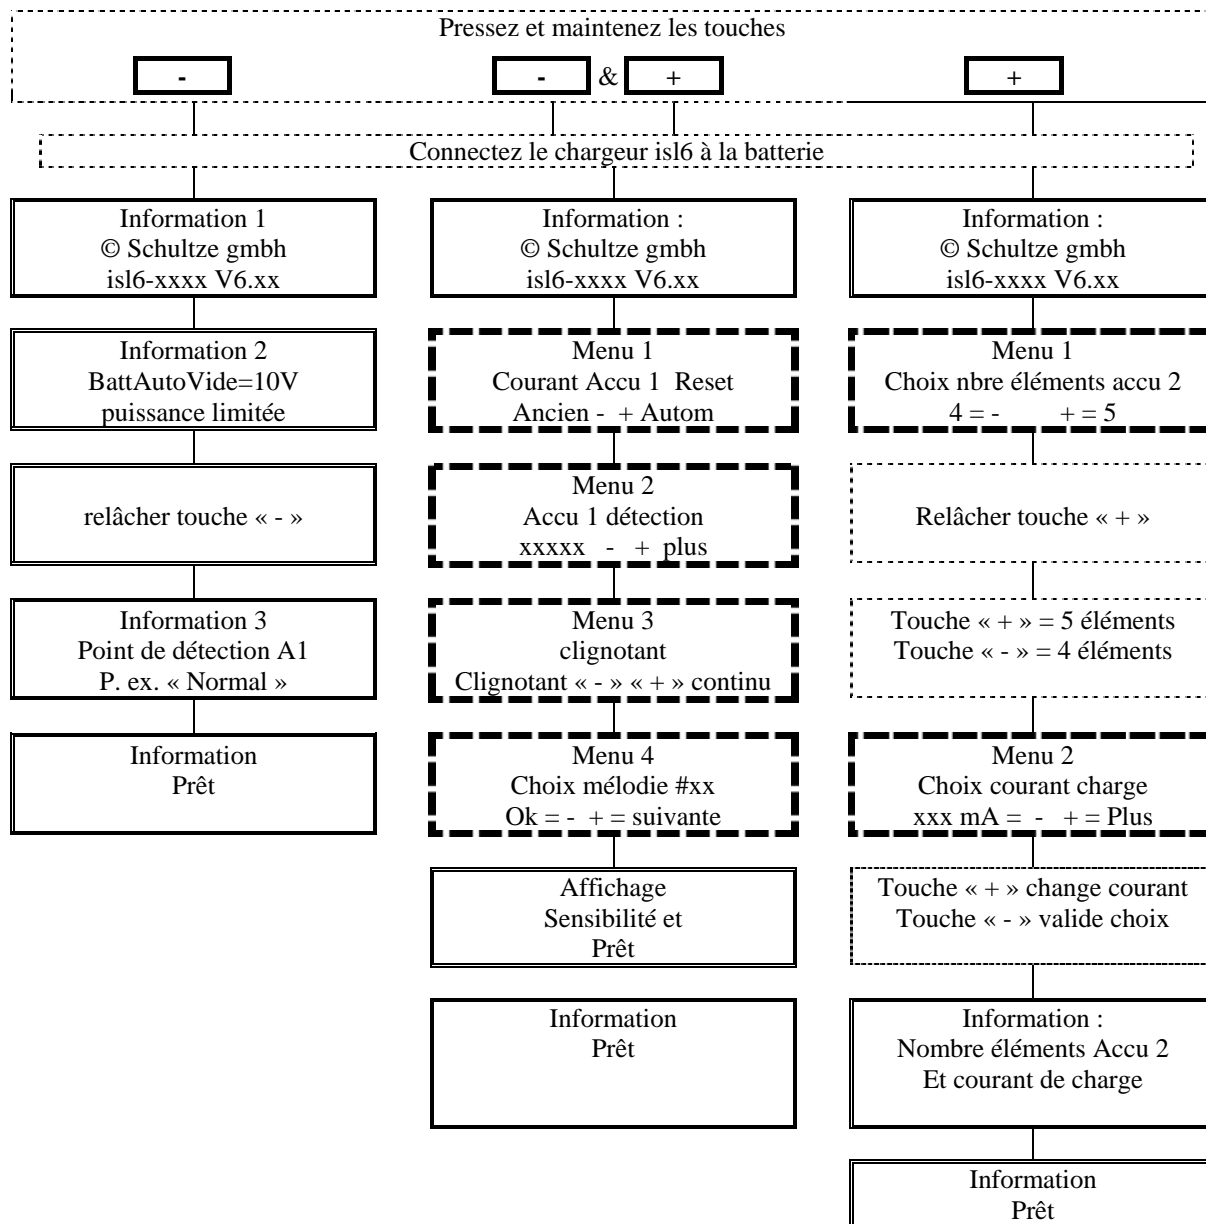 Pressez et maintenez les touches
- - & + +
Connectez le chargeur isl6 à la batterie
Information 1
© Schultze gmbh
isl6-xxxx V6.xx
Information 2
BattAutoVide=10V
puissance limitée
relâcher touche « - »
Information 3
Point de détection A1
P. ex. « Normal »
Information
Prêt
Information :
© Schultze gmbh
isl6-xxxx V6.xx
Menu 1
Courant Accu 1 Reset
Ancien - + Autom
Menu 2
Accu 1 détection
xxxxx - + plus
Menu 3
clignotant
Clignotant « - » « + » continu
Menu 4
Choix mélodie #xx
Ok = - + = suivante
Affichage
Sensibilité et
Prêt
Information
Prêt
Information :
© Schultze gmbh
isl6-xxxx V6.xx
Menu 1
Choix nbre éléments accu 2
4 = - + = 5
Relâcher touche « + »
Touche « + » = 5 éléments
Touche « - » = 4 éléments
Menu 2
Choix courant charge
xxx mA = - + = Plus
Touche « + » change courant
Touche « - » valide choix
Information :
Nombre éléments Accu 2
Et courant de charge
Information
Prêt